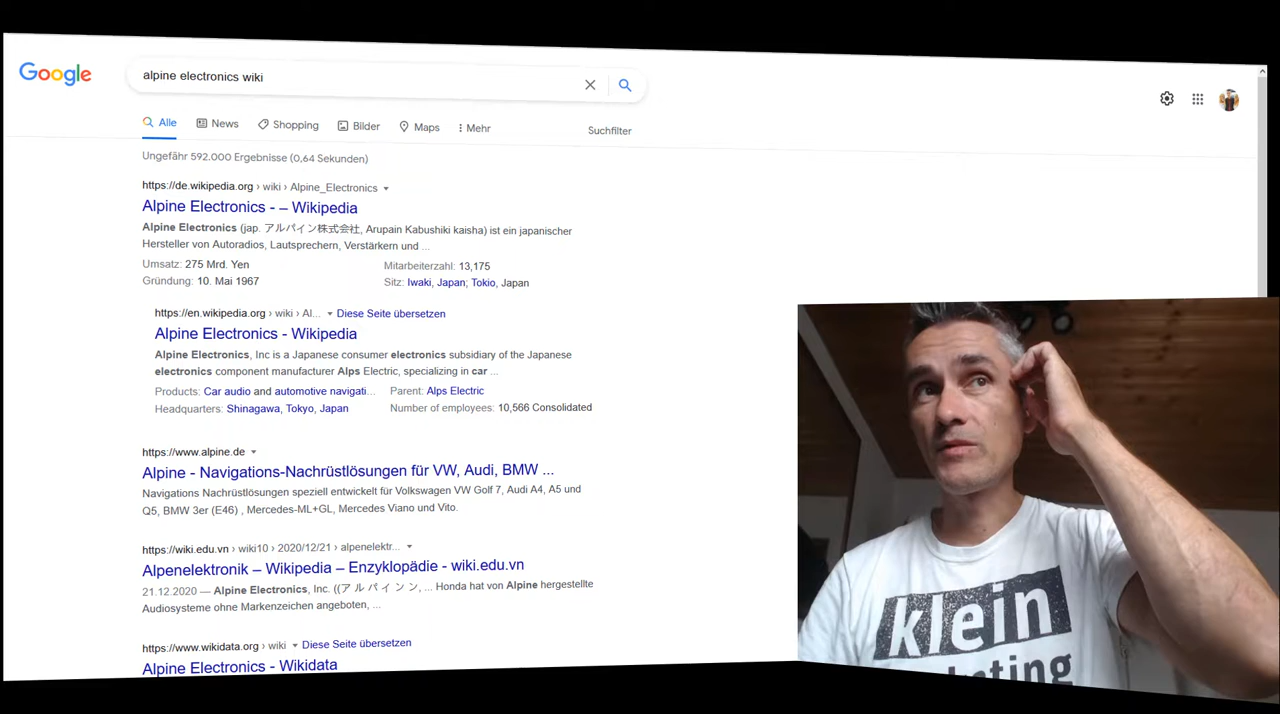 Google
alpine electronics wiki
Alle News Shopping Bilder Maps Mehr Suchfilter
Ungefähr 592.000 Ergebnisse (0,64 Sekunden)
https://de.wikipedia.org › wiki › Alpine_Electronics
Alpine Electronics - – Wikipedia
Alpine Electronics (jap. アルパイン株式会社, Arupain Kabushiki kaisha) ist ein japanischer
Hersteller von Autoradios, Lautsprechern, Verstärkern und ...
Umsatz: 275 Mrd. Yen Mitarbeiterzahl: 13,175
Gründung: 10. Mai 1967 Sitz: Iwaki, Japan; Tokio, Japan
https://en.wikipedia.org › wiki › Al... Diese Seite übersetzen
Alpine Electronics - Wikipedia
Alpine Electronics, Inc is a Japanese consumer electronics subsidiary of the Japanese
electronics component manufacturer Alps Electric, specializing in car ...
Products: Car audio and automotive navigati... Parent: Alps Electric
Headquarters: Shinagawa, Tokyo, Japan Number of employees: 10,566 Consolidated
https://www.alpine.de
Alpine - Navigations-Nachrüstlösungen für VW, Audi, BMW ...
Navigations Nachrüstlösungen speziell entwickelt für Volkswagen VW Golf 7, Audi A4, A5 und
Q5, BMW 3er (E46) , Mercedes-ML+GL, Mercedes Viano und Vito.
https://wiki.edu.vn › wiki10 › 2020/12/21 › alpenelektr...
Alpenelektronik – Wikipedia – Enzyklopädie - wiki.edu.vn
21.12.2020 — Alpine Electronics, Inc. ((ア ル パ イ ン ン, ... Honda hat von Alpine hergestellte
Audiosysteme ohne Markenzeichen angeboten, ...
https://www.wikidata.org › wiki Diese Seite übersetzen
Alpine Electronics - Wikidata
klein